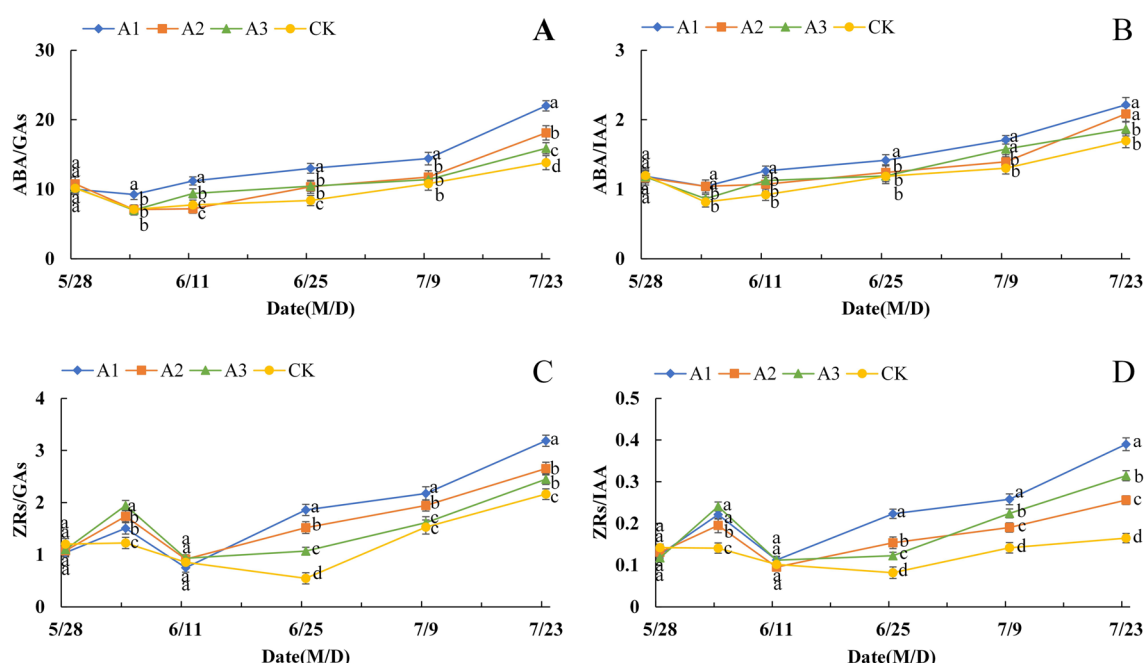 A1 A2 A3 CK A
30
20
10
0
ABA/GAs
a a a a a
a b b b
a b c c
a b b c
a b b b
a b c d
5/28 6/11 6/25 7/9 7/23
Date(M/D)
A1 A2 A3 CK B
3
2
1
0
ABA/IAA
a a a a
a a b b
a b b b
a b b b
a a b b
a a b b
5/28 6/11 6/25 7/9 7/23
Date(M/D)
A1 A2 A3 CK C
4
3
2
1
0
ZRs/GAs
a a a a
a b b c
a a a a
a b c d
a b c c
a b b c
5/28 6/11 6/25 7/9 7/23
Date(M/D)
A1 A2 A3 CK D
0.5
0.4
0.3
0.2
0.1
0
ZRs/IAA
a a a a
a a b c
a a a a
a b c d
a b c d
a b c d
5/28 6/11 6/25 7/9 7/23
Date(M/D)